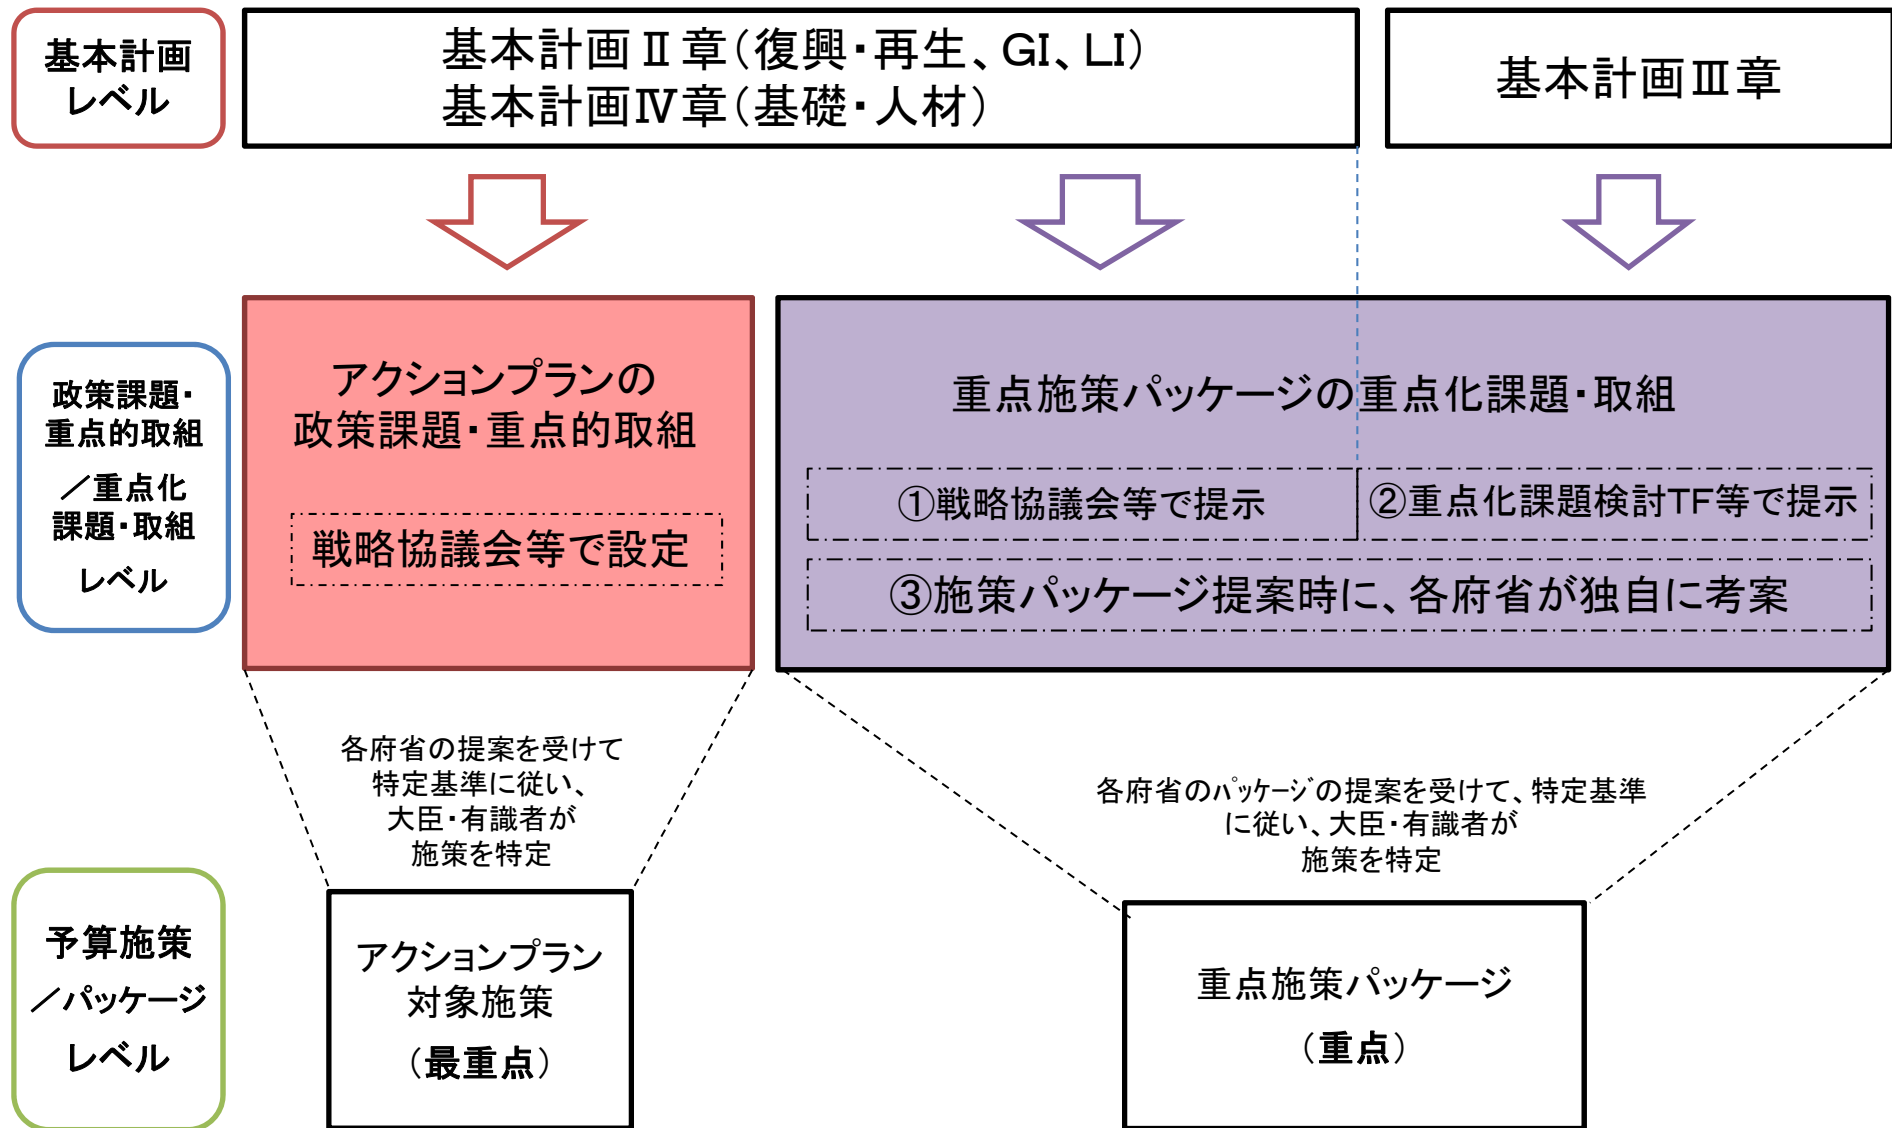 基本計画
レベル
基本計画Ⅱ章(復興・再生、GI、LI)
基本計画Ⅳ章(基礎・人材)
基本計画Ⅲ章
政策課題・
重点的取組
／重点化
課題・取組
レベル
アクションプランの
政策課題・重点的取組
戦略協議会等で設定
重点施策パッケージの重点化課題・取組
①戦略協議会等で提示
②重点化課題検討TF等で提示
③施策パッケージ提案時に、各府省が独自に考案
各府省の提案を受けて
特定基準に従い、
大臣・有識者が
施策を特定
各府省のﾊﾟｯｹｰｼﾞの提案を受けて、特定基準
に従い、大臣・有識者が
施策を特定
予算施策
／パッケージ
レベル
アクションプラン
対象施策
(最重点)
重点施策パッケージ
(重点)